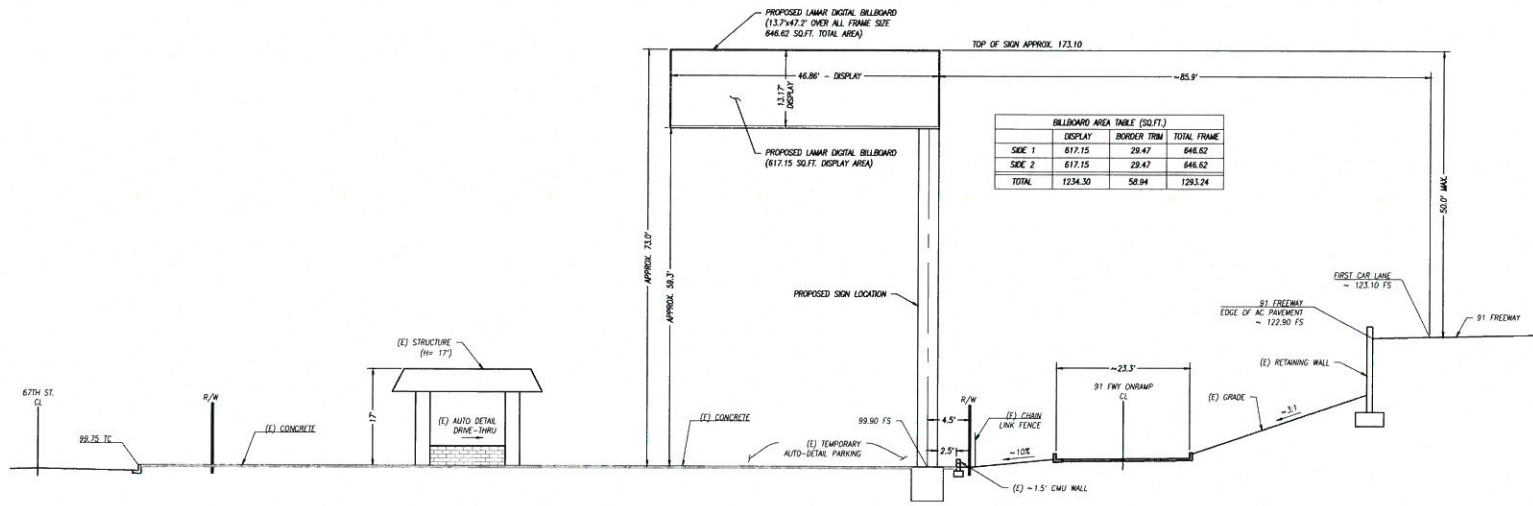 PROPOSED LAMAR DIGITAL BILLBOARD
(13.7'x47.2' OVER ALL FRAME SIZE
646.62 SQ.FT. TOTAL AREA)
TOP OF SIGN APPROX. 173.10
46.86' - DISPLAY
13.17'
DISPLAY
~85.9'
PROPOSED LAMAR DIGITAL BILLBOARD
(617.15 SQ.FT. DISPLAY AREA)
BILLBOARD AREA TABLE (SQ.FT.)
DISPLAY BORDER TRIM TOTAL FRAME
SIDE 1 617.15 29.47 646.62
SIDE 2 617.15 29.47 646.62
TOTAL 1234.30 58.94 1293.24
50.0' MAX.
APPROX. 73.0'
APPROX. 59.3'
PROPOSED SIGN LOCATION
FIRST CAR LANE
~ 123.10 FS
91 FREEWAY
EDGE OF AC PAVEMENT
~ 122.90 FS
91 FREEWAY
(E) STRUCTURE
(H= 17')
(E) RETAINING WALL
~23.3'
91 FWY ONRAMP
CL
(E) GRADE
~3:1
67TH ST.
CL
R/W
17'
(E) AUTO DETAIL
DRIVE-THRU
99.75 TC
(E) CONCRETE
(E) CONCRETE
(E) TEMPORARY
AUTO-DETAIL PARKING
99.90 FS
4.5'
2.5'
R/W
(E) CHAIN
LINK FENCE
~10%
(E) ~1.5' CMU WALL